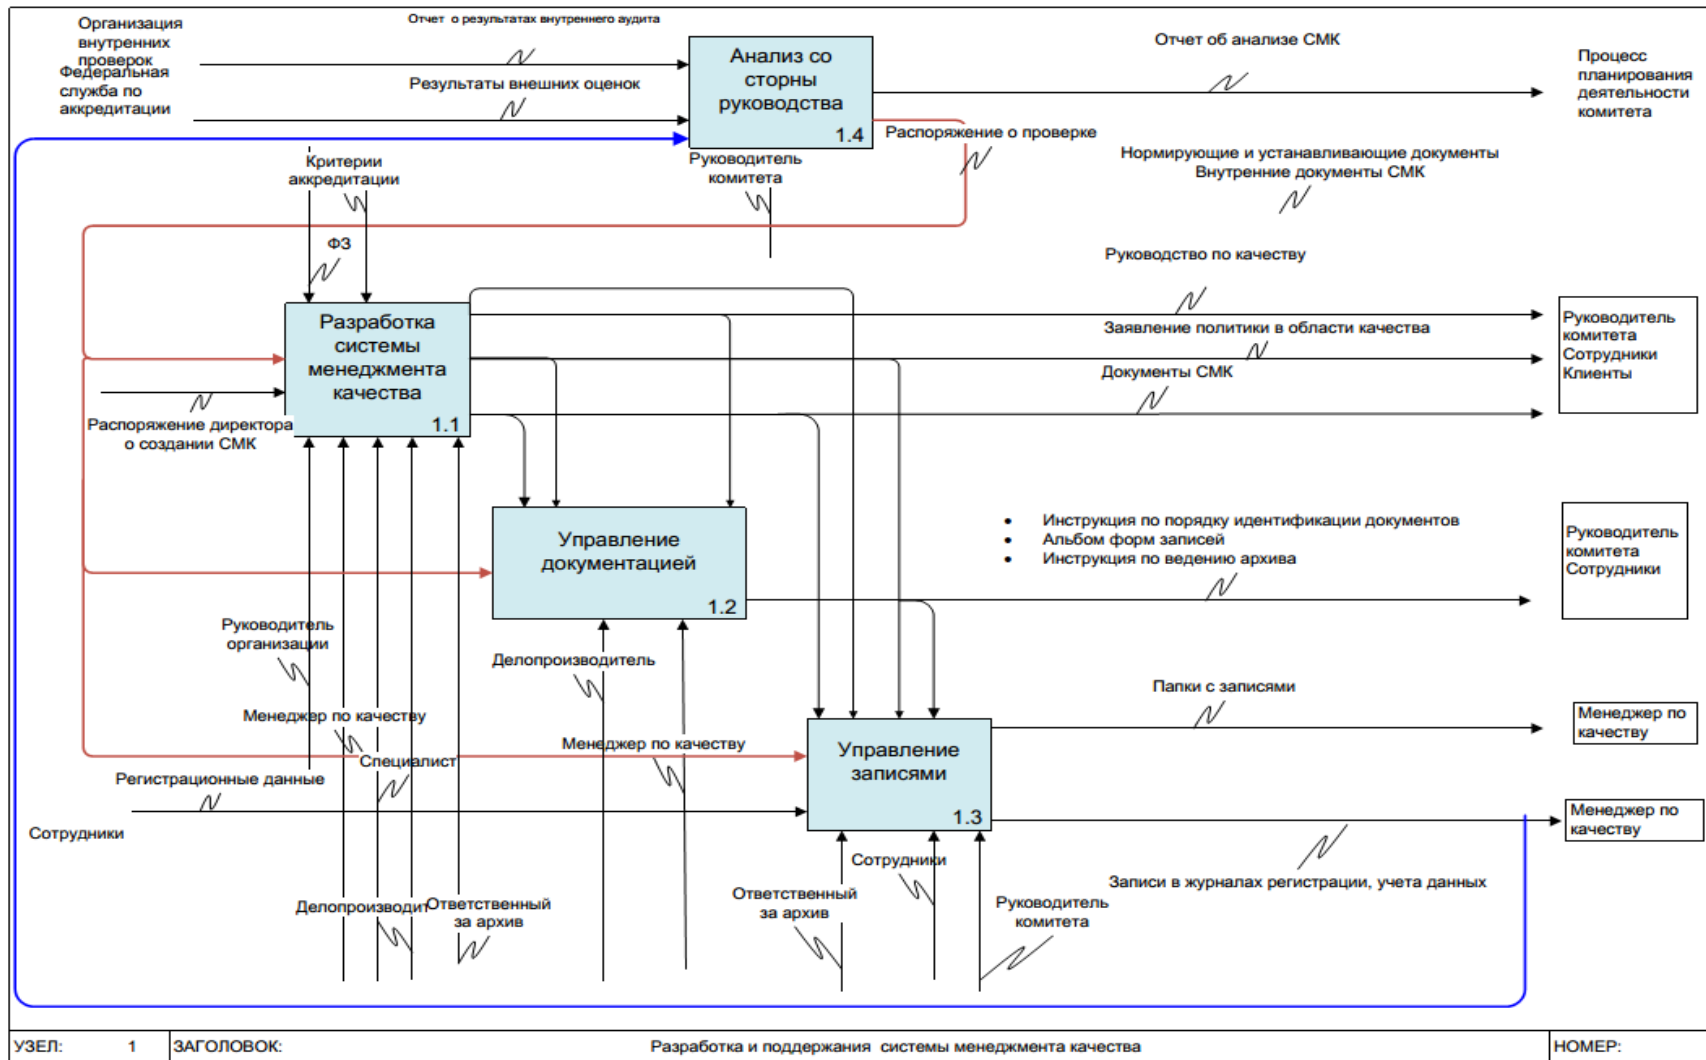 Организация
внутренних
проверок
Федеральная
служба по
аккредитации
Отчет о результатах внутреннего аудита
Результаты внешних оценок
Анализ со
сторны
руководства
1.4
Отчет об анализе СМК
Процесс
планирования
деятельности
комитета
Распоряжение о проверке
Критерии
аккредитации
Руководитель
комитета
Нормирующие и устанавливающие документы
Внутренние документы СМК
ФЗ
Руководство по качеству
Разработка
системы
менеджмента
качества
1.1
Заявление политики в области качества
Документы СМК
Руководитель
комитета
Сотрудники
Клиенты
Распоряжение директора
о создании СМК
Управление
документацией
1.2
• Инструкция по порядку идентификации документов
• Альбом форм записей
• Инструкция по ведению архива
Руководитель
комитета
Сотрудники
Руководитель
организации
Делопроизводитель
Менеджер по качеству
Специалист
Менеджер по качеству
Папки с записями
Менеджер по
качеству
Управление
записями
1.3
Регистрационные данные
Сотрудники
Менеджер по
качеству
Записи в журналах регистрации, учета данных
Делопроизводит
Ответственный
за архив
Ответственный
за архив
Сотрудники
Руководитель
комитета
УЗЕЛ: 1 ЗАГОЛОВОК: Разработка и поддержания системы менеджмента качества НОМЕР: